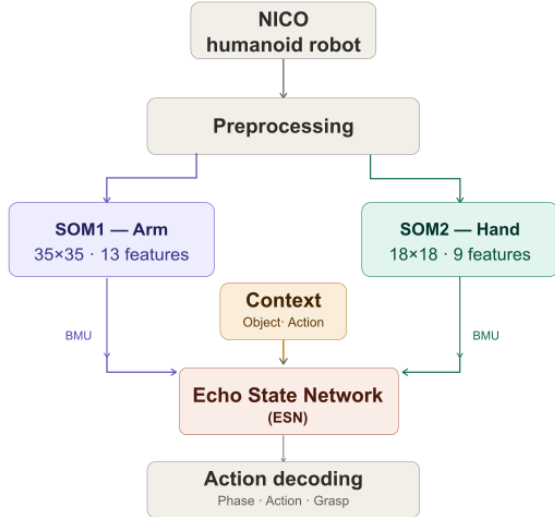 NICO
humanoid robot
Preprocessing
SOM1 — Arm
35×35 · 13 features
SOM2 — Hand
18×18 · 9 features
Context
Object· Action
BMU
BMU
Echo State Network
(ESN)
Action decoding
Phase · Action · Grasp